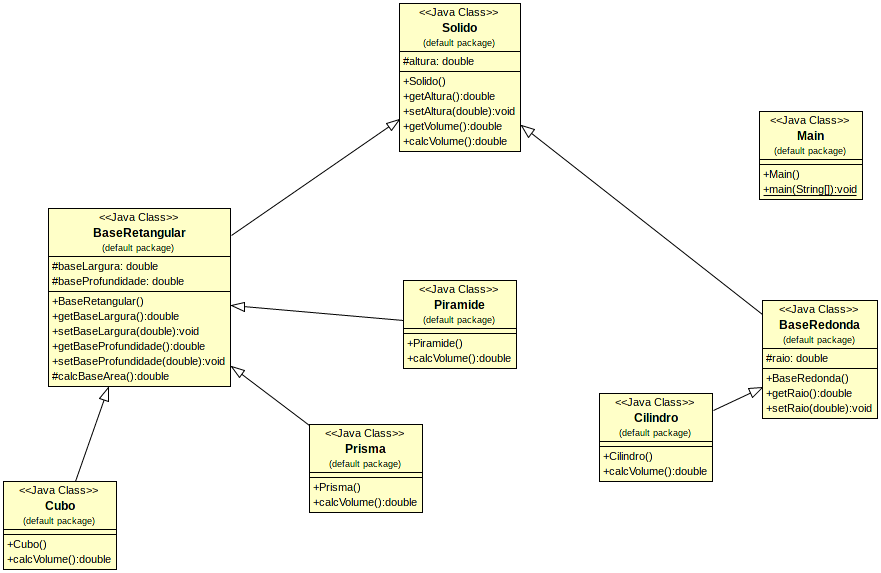 <<Java Class>>
Solido
(default package)
#altura: double
+Solido()
+getAltura():double
+setAltura(double):void
+getVolume():double
+calcVolume():double
<<Java Class>>
Main
(default package)
+Main()
+main(String[]):void
<<Java Class>>
BaseRetangular
(default package)
#baseLargura: double
#baseProfundidade: double
+BaseRetangular()
+getBaseLargura():double
+setBaseLargura(double):void
+getBaseProfundidade():double
+setBaseProfundidade(double):void
#calcBaseArea():double
<<Java Class>>
Piramide
(default package)
+Piramide()
+calcVolume():double
<<Java Class>>
BaseRedonda
(default package)
#raio: double
+BaseRedonda()
+getRaio():double
+setRaio(double):void
<<Java Class>>
Cilindro
(default package)
+Cilindro()
+calcVolume():double
<<Java Class>>
Prisma
(default package)
+Prisma()
+calcVolume():double
<<Java Class>>
Cubo
(default package)
+Cubo()
+calcVolume():double